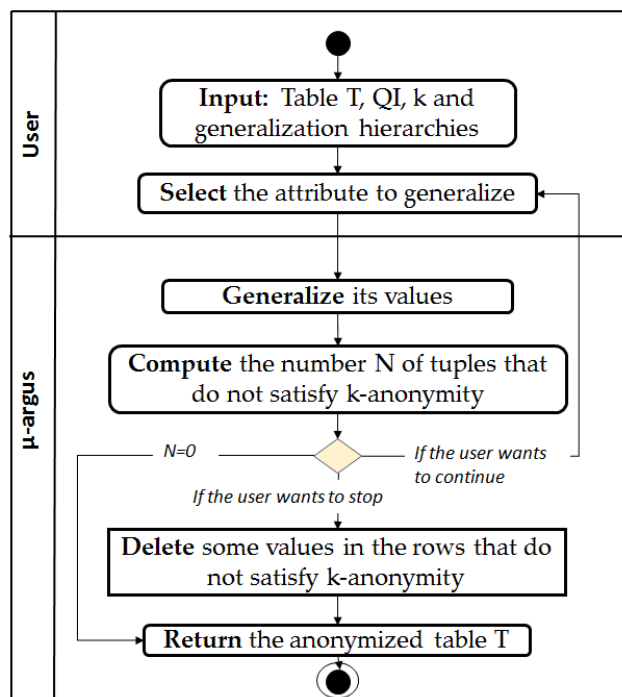 User
Input: Table T, QI, k and
generalization hierarchies
Select the attribute to generalize
μ-argus
Generalize its values
Compute the number N of tuples that
do not satisfy k-anonymity
N=0
If the user wants
to continue
If the user wants to stop
Delete some values in the rows that do
not satisfy k-anonymity
Return the anonymized table T